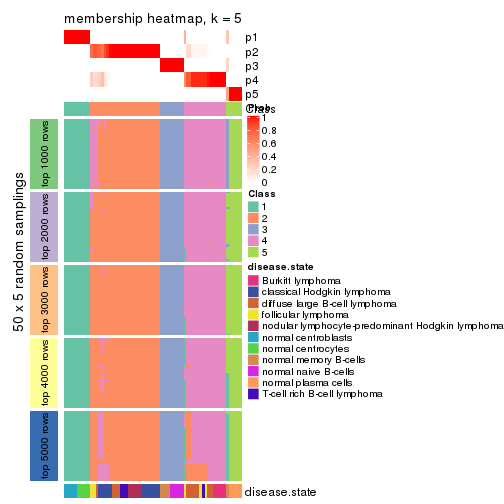 membership heatmap, k = 5
p1
p2
p3
p4
p5
Class
Prob
1
0.8
0.6
0.4
0.2
0
Class
1
2
3
4
5
disease.state
Burkitt lymphoma
classical Hodgkin lymphoma
diffuse large B-cell lymphoma
follicular lymphoma
nodular lymphocyte-predominant Hodgkin lymphoma
normal centroblasts
normal centrocytes
normal memory B-cells
normal naive B-cells
normal plasma cells
T-cell rich B-cell lymphoma
50 x 5 random samplings
top 1000 rows
top 2000 rows
top 3000 rows
top 4000 rows
top 5000 rows
disease.state